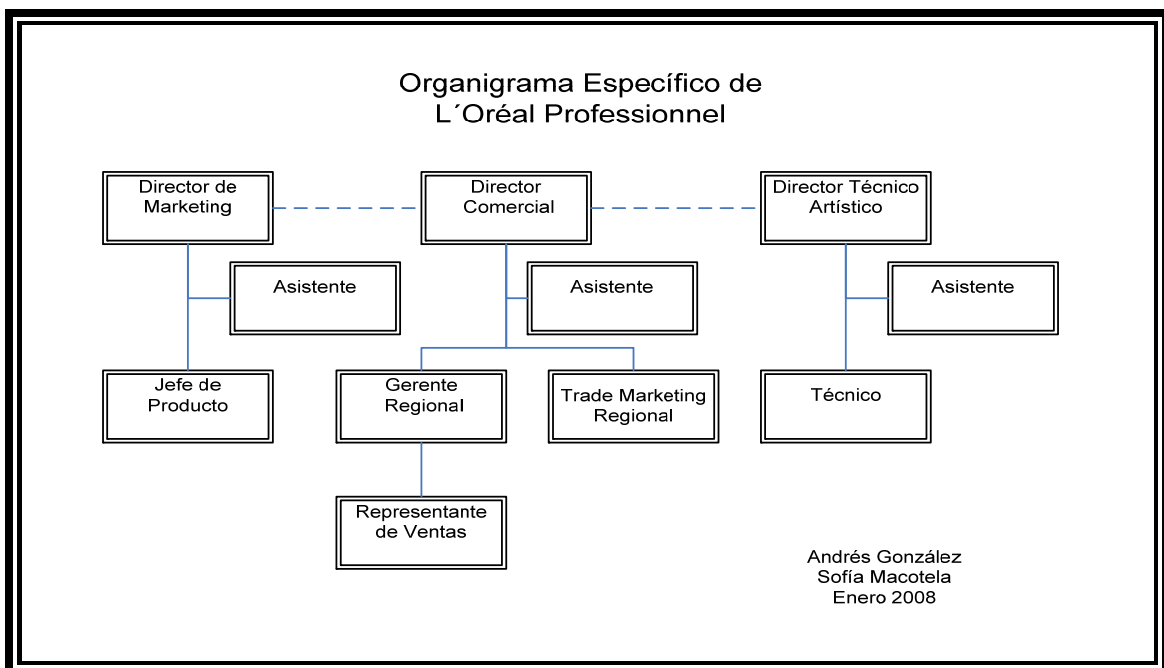 Organigrama Específico de
L´Oréal Professionnel
Director de
Marketing
Director
Comercial
Director Técnico
Artístico
Asistente
Asistente
Asistente
Jefe de
Producto
Gerente
Regional
Trade Marketing
Regional
Técnico
Representante
de Ventas
Andrés González
Sofía Macotela
Enero 2008